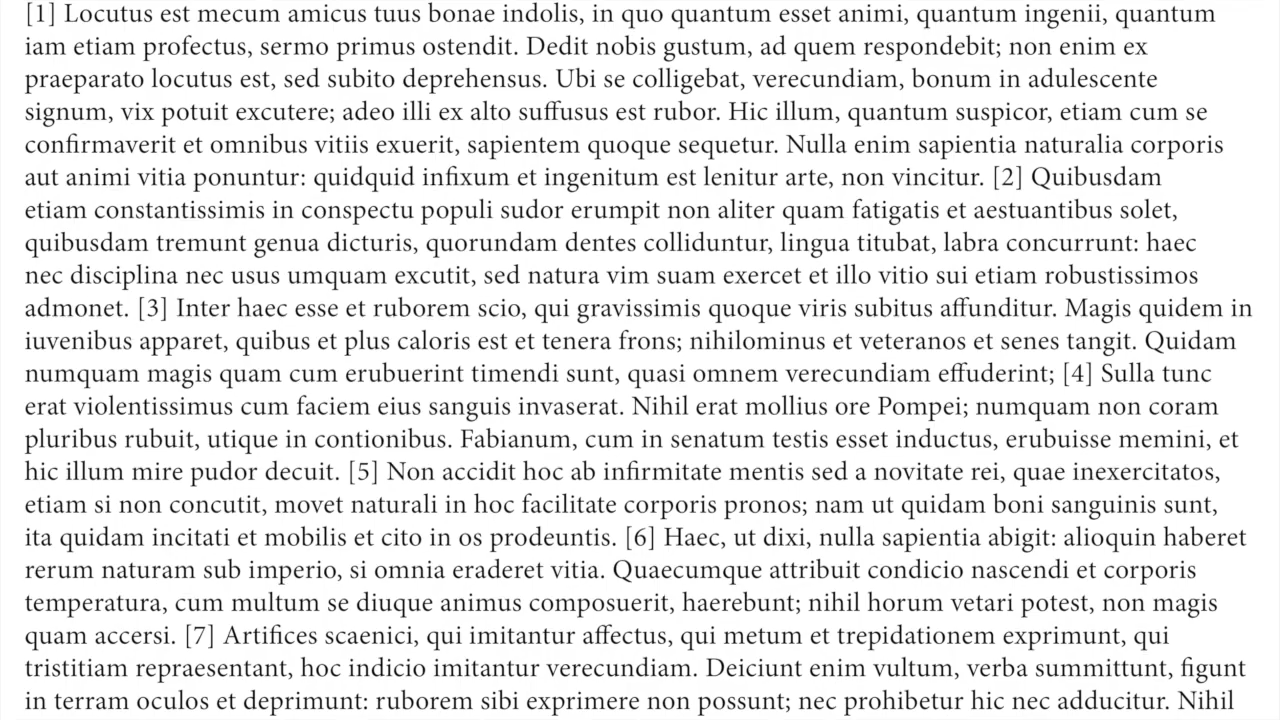 [1] Locutus est mecum amicus tuus bonae indolis, in quo quantum esset animi, quantum ingenii, quantum
iam etiam profectus, sermo primus ostendit. Dedit nobis gustum, ad quem respondebit; non enim ex
praeparato locutus est, sed subito deprehensus. Ubi se colligebat, verecundiam, bonum in adulescente
signum, vix potuit excutere; adeo illi ex alto suffusus est rubor. Hic illum, quantum suspicor, etiam cum se
confirmaverit et omnibus vitiis exuerit, sapientem quoque sequetur. Nulla enim sapientia naturalia corporis
aut animi vitia ponuntur: quidquid infixum et ingenitum est lenitur arte, non vincitur. [2] Quibusdam
etiam constantissimis in conspectu populi sudor erumpit non aliter quam fatigatis et aestuantibus solet,
quibusdam tremunt genua dicturis, quorundam dentes colliduntur, lingua titubat, labra concurrunt: haec
nec disciplina nec usus umquam excutit, sed natura vim suam exercet et illo vitio sui etiam robustissimos
admonet. [3] Inter haec esse et ruborem scio, qui gravissimis quoque viris subitus affunditur. Magis quidem in
iuvenibus apparet, quibus et plus caloris est et tenera frons; nihilominus et veteranos et senes tangit. Quidam
numquam magis quam cum erubuerint timendi sunt, quasi omnem verecundiam effuderint; [4] Sulla tunc
erat violentissimus cum faciem eius sanguis invaserat. Nihil erat mollius ore Pompei; numquam non coram
pluribus rubuit, utique in contionibus. Fabianum, cum in senatum testis esset inductus, erubuisse memini, et
hic illum mire pudor decuit. [5] Non accidit hoc ab infirmitate mentis sed a novitate rei, quae inexercitatos,
etiam si non concutit, movet naturali in hoc facilitate corporis pronos; nam ut quidam boni sanguinis sunt,
ita quidam incitati et mobilis et cito in os prodeuntis. [6] Haec, ut dixi, nulla sapientia abigit: alioquin haberet
rerum naturam sub imperio, si omnia eraderet vitia. Quaecumque attribuit condicio nascendi et corporis
temperatura, cum multum se diuque animus composuerit, haerebunt; nihil horum vetari potest, non magis
quam accersi. [7] Artifices scaenici, qui imitantur affectus, qui metum et trepidationem exprimunt, qui
tristitiam repraesentant, hoc indicio imitantur verecundiam. Deiciunt enim vultum, verba summittunt, figunt
in terram oculos et deprimunt: ruborem sibi exprimere non possunt; nec prohibetur hic nec adducitur. Nihil